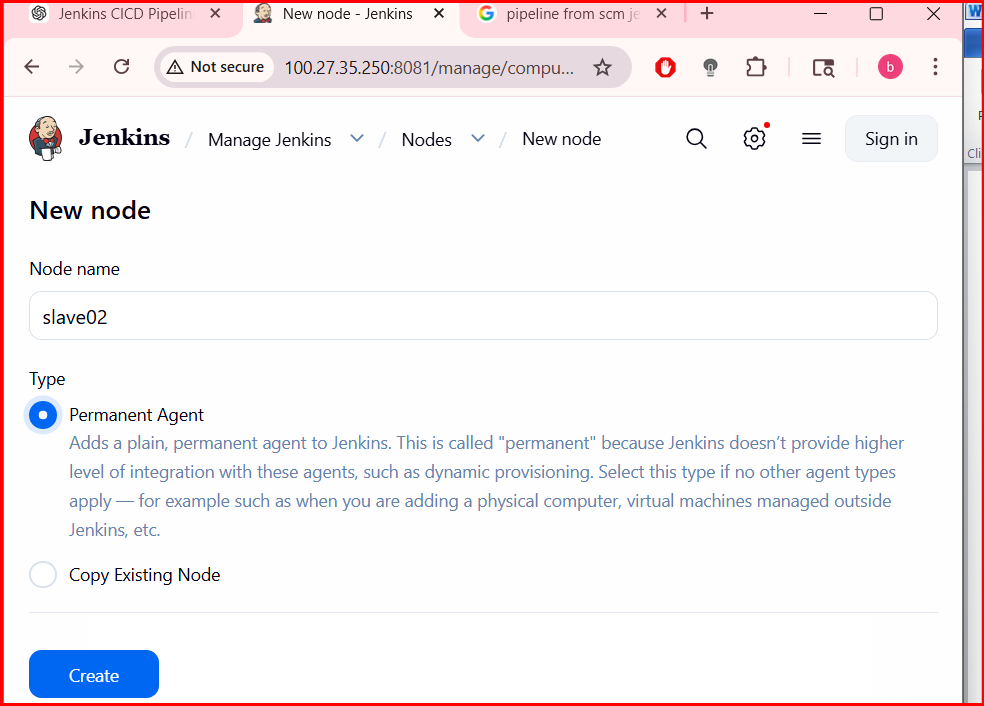 Jenkins CICD Pipelin
New node - Jenkins
pipeline from scm je
W
Not secure
100.27.35.250:8081/manage/compu...
b
Jenkins / Manage Jenkins / Nodes / New node
Sign in
Cli
New node
Node name
slave02
Type
Permanent Agent
Adds a plain, permanent agent to Jenkins. This is called "permanent" because Jenkins doesn’t provide higher
level of integration with these agents, such as dynamic provisioning. Select this type if no other agent types
apply — for example such as when you are adding a physical computer, virtual machines managed outside
Jenkins, etc.
Copy Existing Node
Create